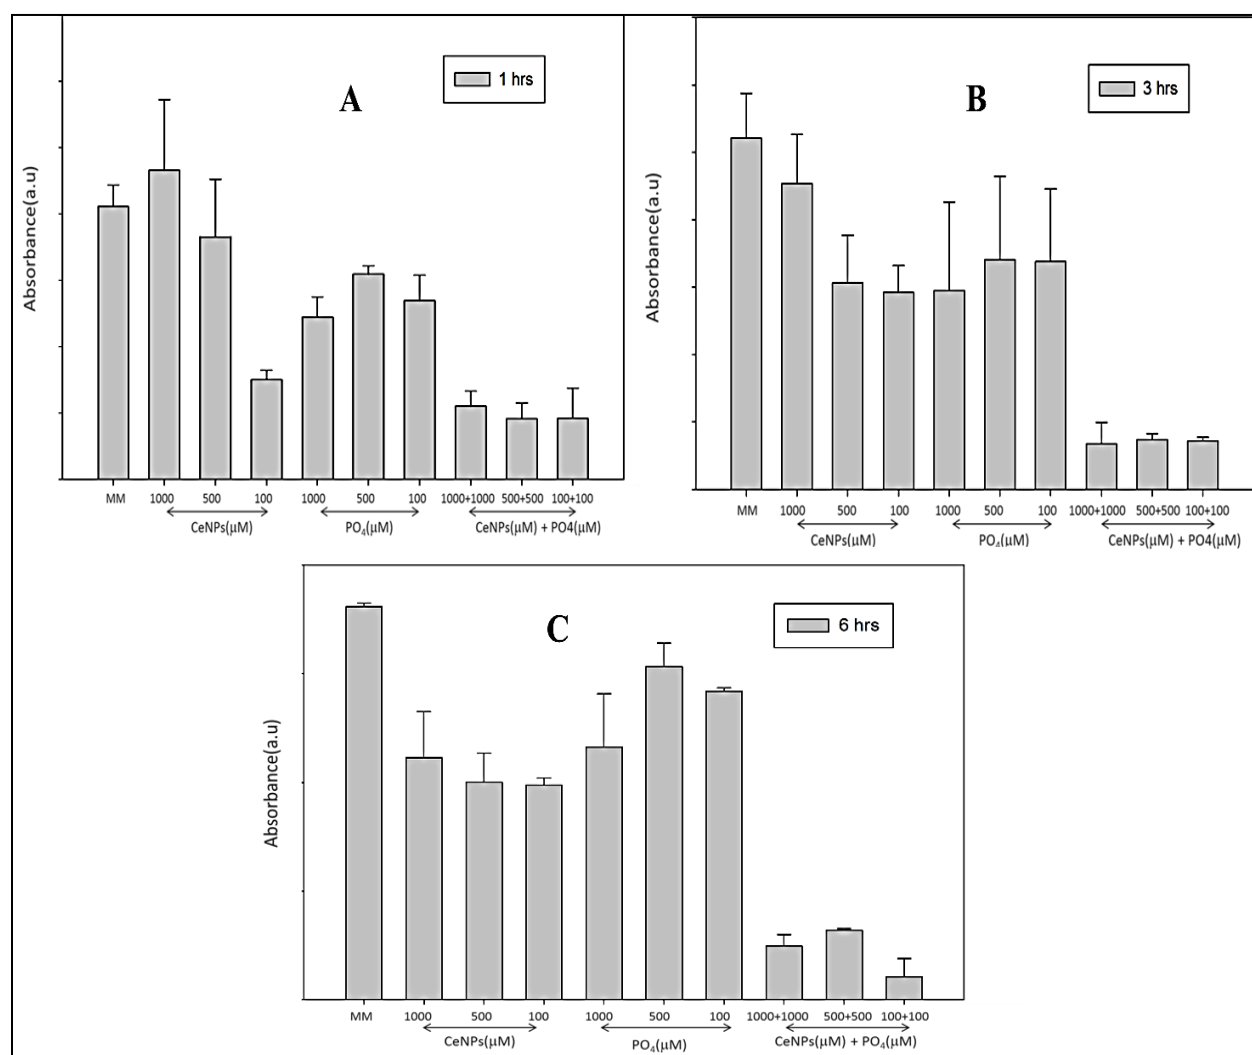 A
1 hrs
Absorbance(a.u)
MM 1000 500 100 1000 500 100 1000+1000 500+500 100+100
CeNPs(µM) PO₄(µM) CeNPs(µM) + PO4(µM)
B
3 hrs
Absorbance(a.u)
MM 1000 500 100 1000 500 100 1000+1000 500+500 100+100
CeNPs(µM) PO₄(µM) CeNPs(µM) + PO4(µM)
C
6 hrs
Absorbance(a.u)
MM 1000 500 100 1000 500 100 1000+1000 500+500 100+100
CeNPs(µM) PO₄(µM) CeNPs(µM) + PO₄(µM)